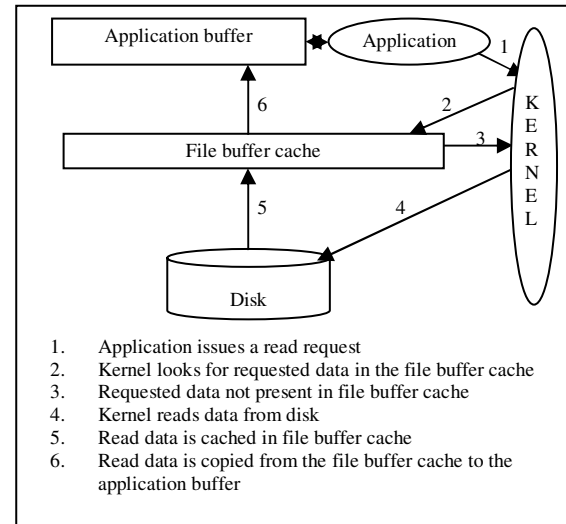 Application buffer
Application
1
K
E
R
N
E
L
2
6
3
File buffer cache
5
4
Disk
1. Application issues a read request
2. Kernel looks for requested data in the file buffer cache
3. Requested data not present in file buffer cache
4. Kernel reads data from disk
5. Read data is cached in file buffer cache
6. Read data is copied from the file buffer cache to the
application buffer